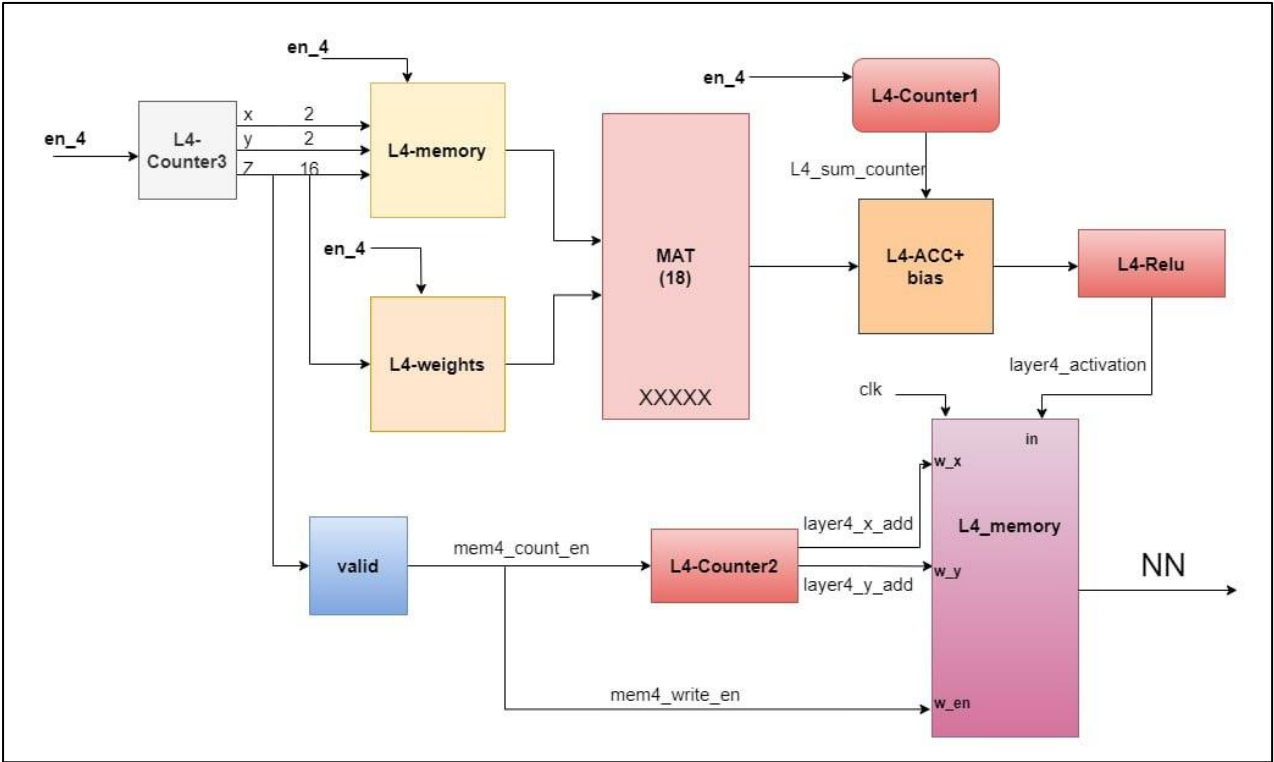 en_4
en_4
L4-Counter1
en_4
L4-
Counter3
x 2
y 2
Z 16
L4-memory
L4_sum_counter
en_4
MAT
(18)
L4-ACC+
bias
L4-Relu
L4-weights
XXXXX
layer4_activation
clk
in
w_x
layer4_x_add
L4_memory
mem4_count_en
valid
L4-Counter2
w_y
NN
layer4_y_add
mem4_write_en
w_en